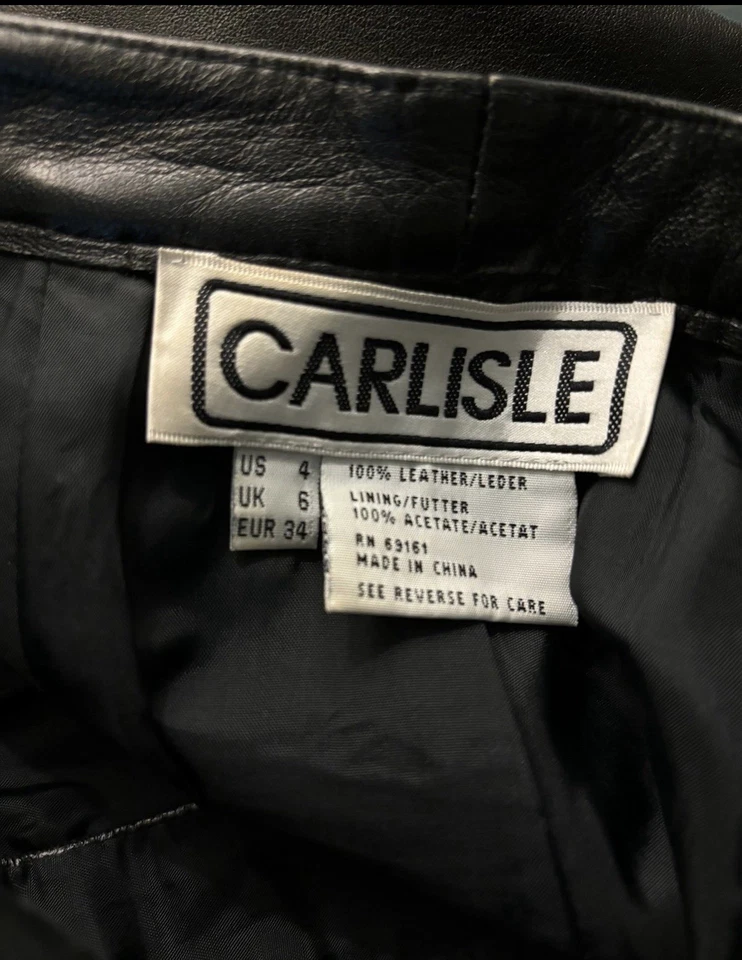 CARLISLE
US 4
UK 6
EUR 34
100% LEATHER/LEDER
LINING/FUTTER
100% ACETATE/ACETAT
RN 69161
MADE IN CHINA
SEE REVERSE FOR CARE